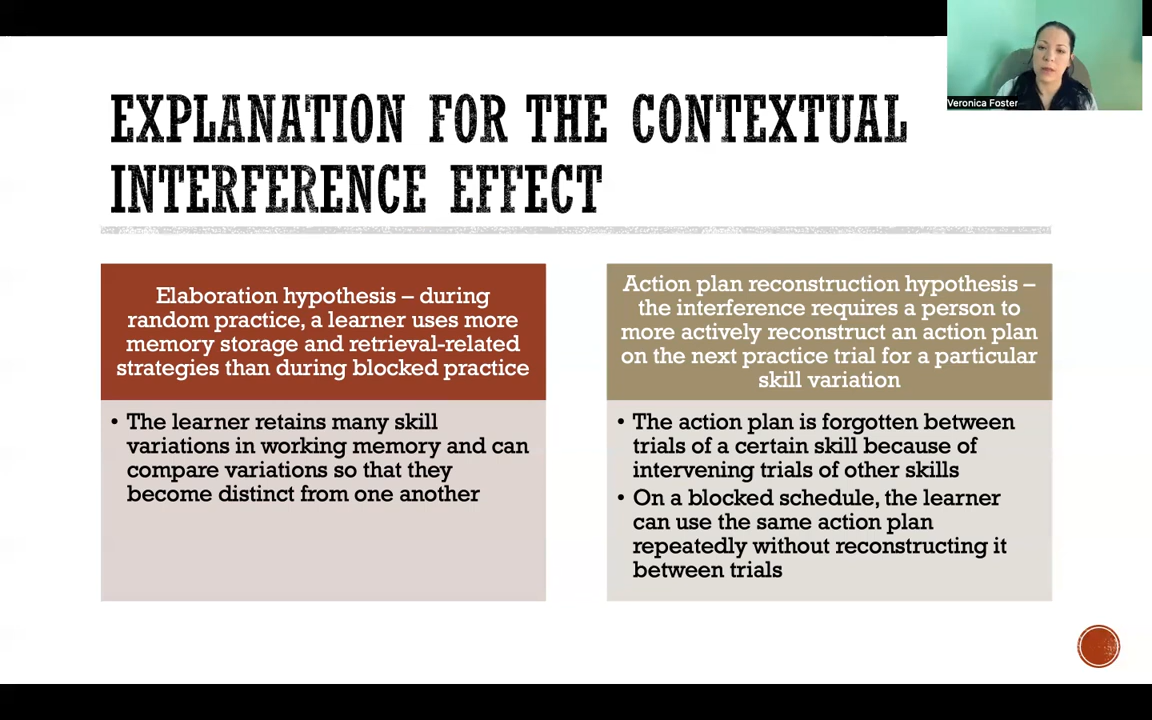 EXPLANATION FOR THE CONTEXTUAL
INTERFERENCE EFFECT
Veronica Foster
Elaboration hypothesis – during
random practice, a learner uses more
memory storage and retrieval-related
strategies than during blocked practice
• The learner retains many skill
variations in working memory and can
compare variations so that they
become distinct from one another
Action plan reconstruction hypothesis –
the interference requires a person to
more actively reconstruct an action plan
on the next practice trial for a particular
skill variation
• The action plan is forgotten between
trials of a certain skill because of
intervening trials of other skills
• On a blocked schedule, the learner
can use the same action plan
repeatedly without reconstructing it
between trials